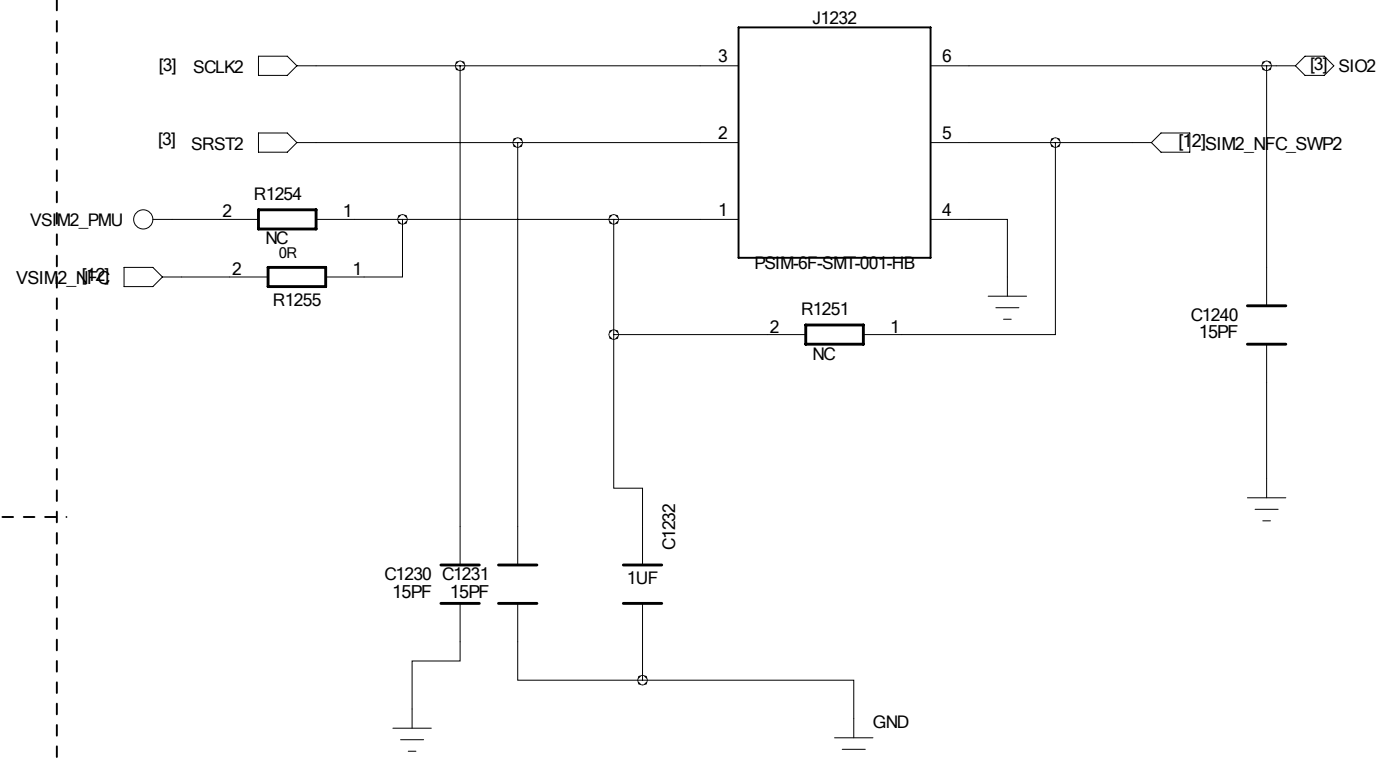 J1232
[3] SCLK2
3
6
[3] SIO2
[3] SRST2
2
5
[12] SIM2_NFC_SWP2
R1254
VSIM2_PMU
2
1
NC
1
4
0R
VSIM2_NFC [12]
2
1
R1255
PSIM-6F-SMT-001-HB
R1251
2
1
NC
C1240
15PF
C1232
C1230
15PF
C1231
15PF
1UF
GND